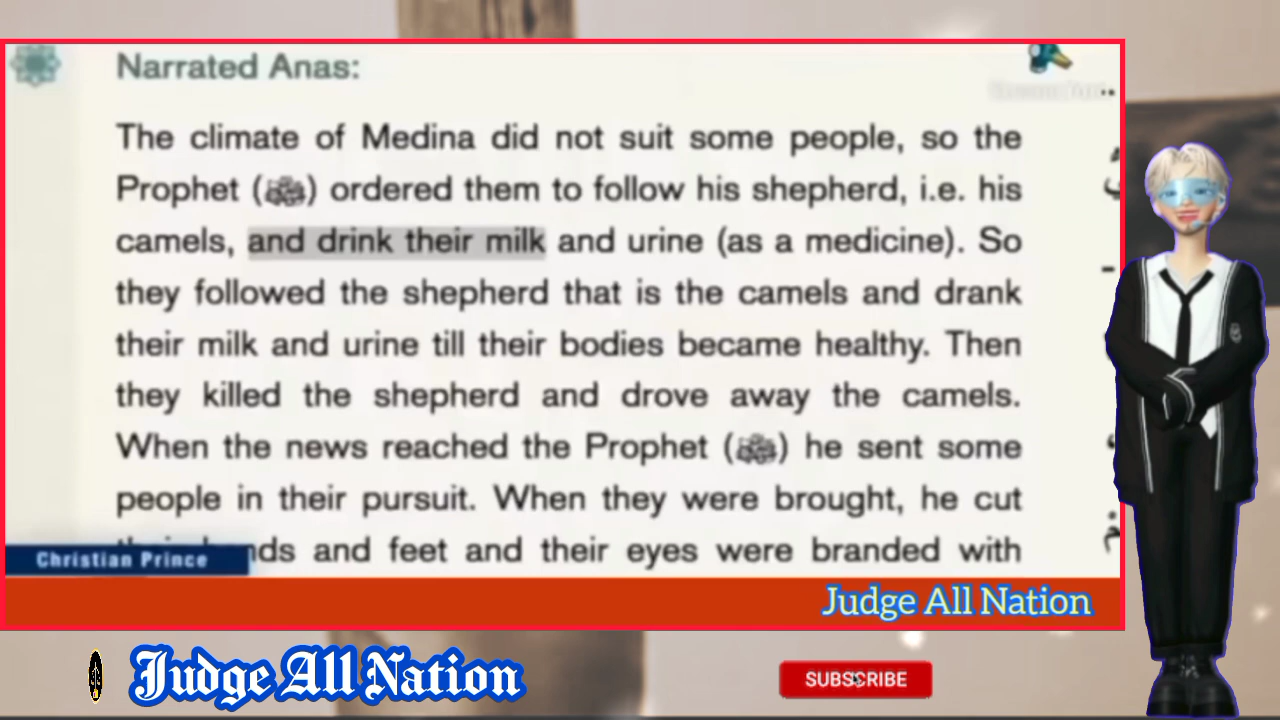 Narrated Anas:
The climate of Medina did not suit some people, so the
Prophet (ﷺ) ordered them to follow his shepherd, i.e. his
camels, and drink their milk and urine (as a medicine). So
they followed the shepherd that is the camels and drank
their milk and urine till their bodies became healthy. Then
they killed the shepherd and drove away the camels.
When the news reached the Prophet (ﷺ) he sent some
people in their pursuit. When they were brought, he cut
and feet and their eyes were branded with
Christian Prince
Judge All Nation
Judge All Nation
SUBSCRIBE